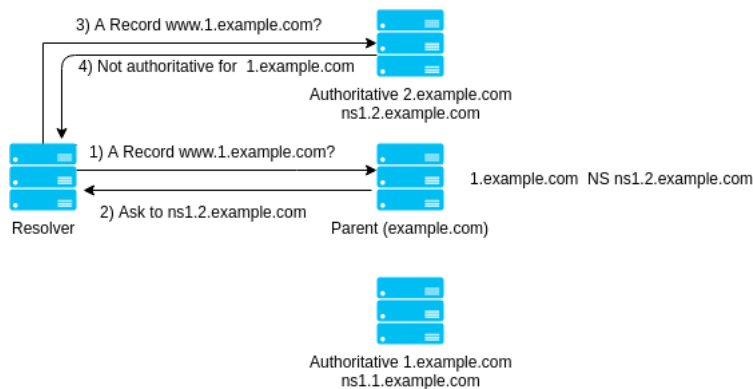 3) A Record www.1.example.com?
4) Not authoritative for 1.example.com
Authoritative 2.example.com
ns1.2.example.com
1) A Record www.1.example.com?
1.example.com NS ns1.2.example.com
2) Ask to ns1.2.example.com
Resolver
Parent (example.com)
Authoritative 1.example.com
ns1.1.example.com